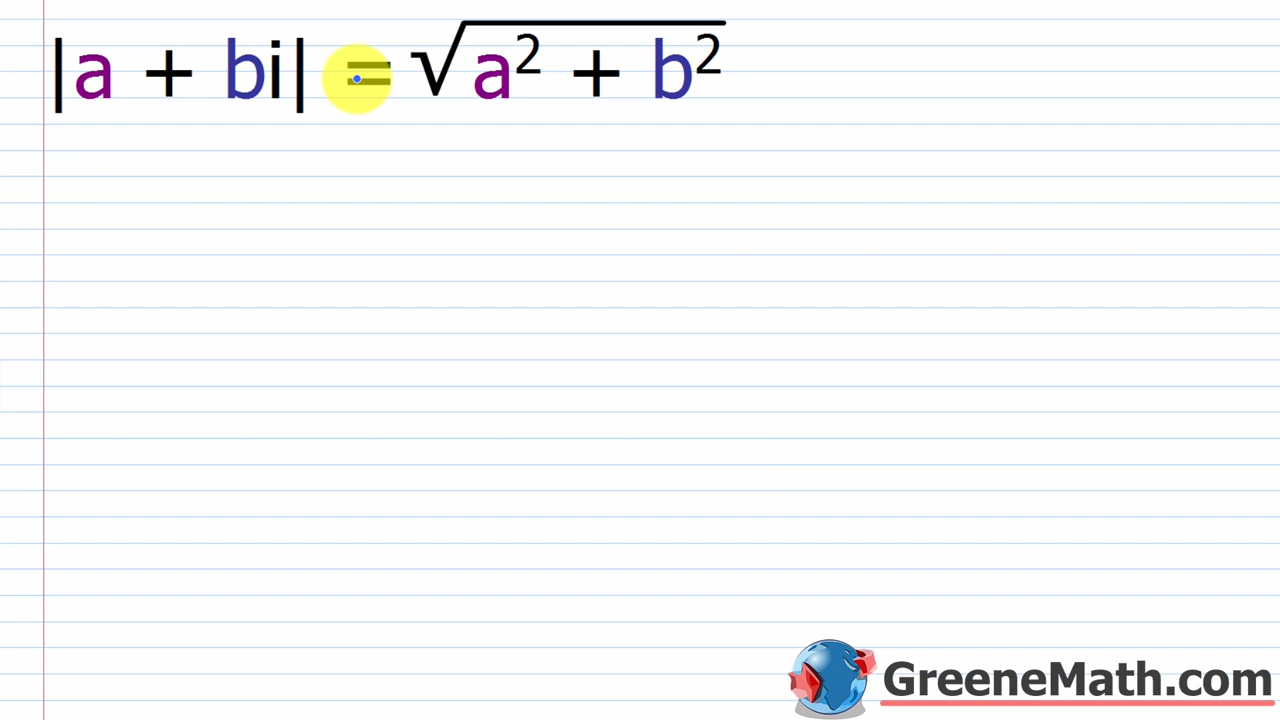 |a + bi| = √a² + b²
GreeneMath.com